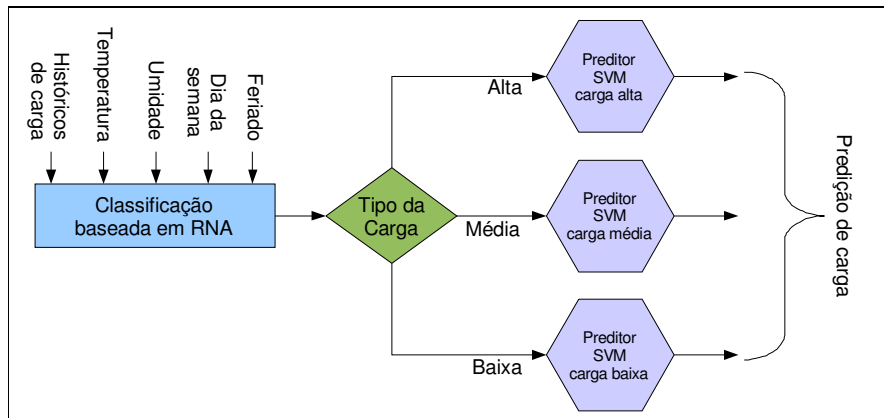 Históricos
de carga
Temperatura
Umidade
Dia da
semana
Feriado
Classificação
baseada em RNA
Tipo da
Carga
Alta
Média
Baixa
Preditor
SVM
carga alta
Preditor
SVM
carga média
Preditor
SVM
carga baixa
Predição de carga